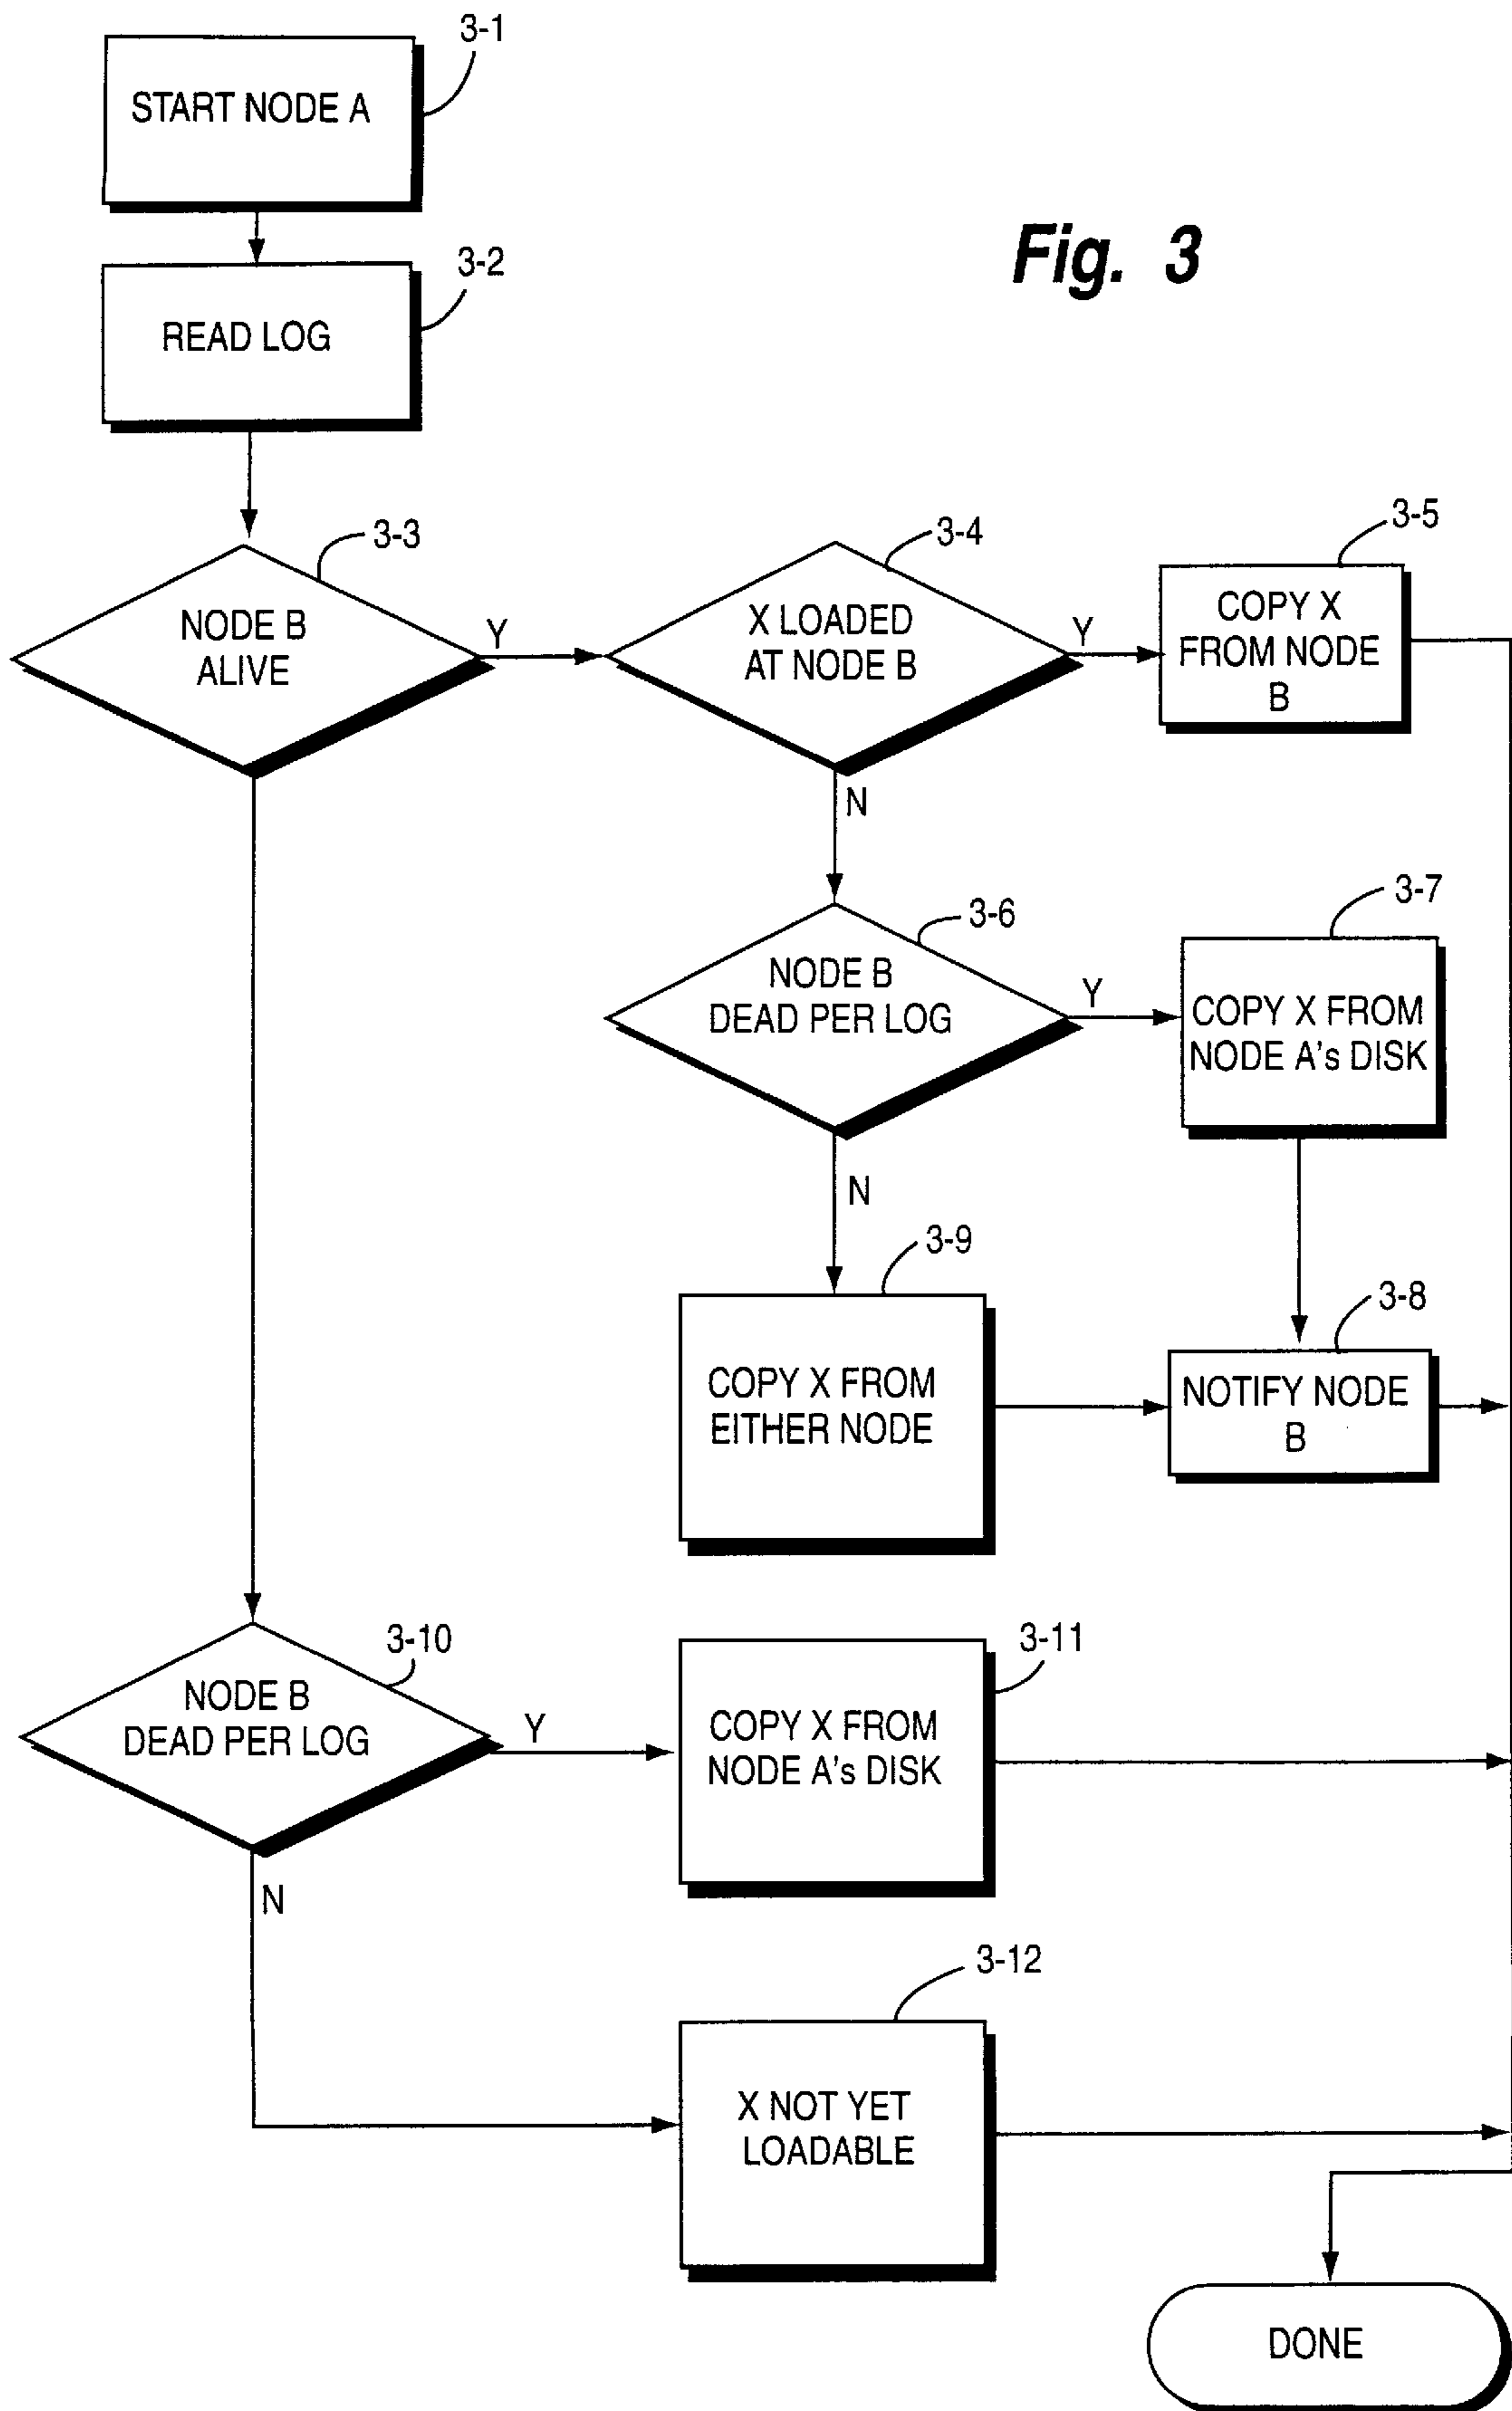 3-1
START NODE A
Fig. 3
3-2
READ LOG
3-3
NODE B
ALIVE
Y
3-4
X LOADED
AT NODE B
Y
3-5
COPY X
FROM NODE
B
N
3-6
NODE B
DEAD PER LOG
Y
3-7
COPY X FROM
NODE A's DISK
N
3-9
COPY X FROM
EITHER NODE
3-8
NOTIFY NODE
B
3-10
NODE B
DEAD PER LOG
Y
3-11
COPY X FROM
NODE A's DISK
N
3-12
X NOT YET
LOADABLE
DONE